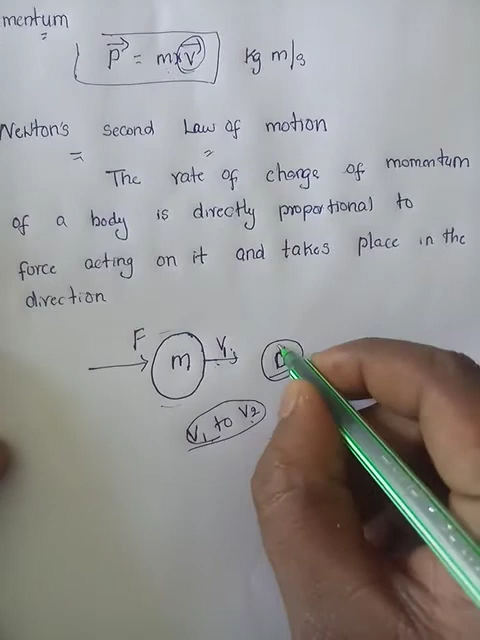 mentum
P = m×V kg m/s
Newton's second Law of motion
The rate of change of momentum
of a body is directly proportional to
force acting on it and takes place in the
direction
F m V₁
V₁ to V₂